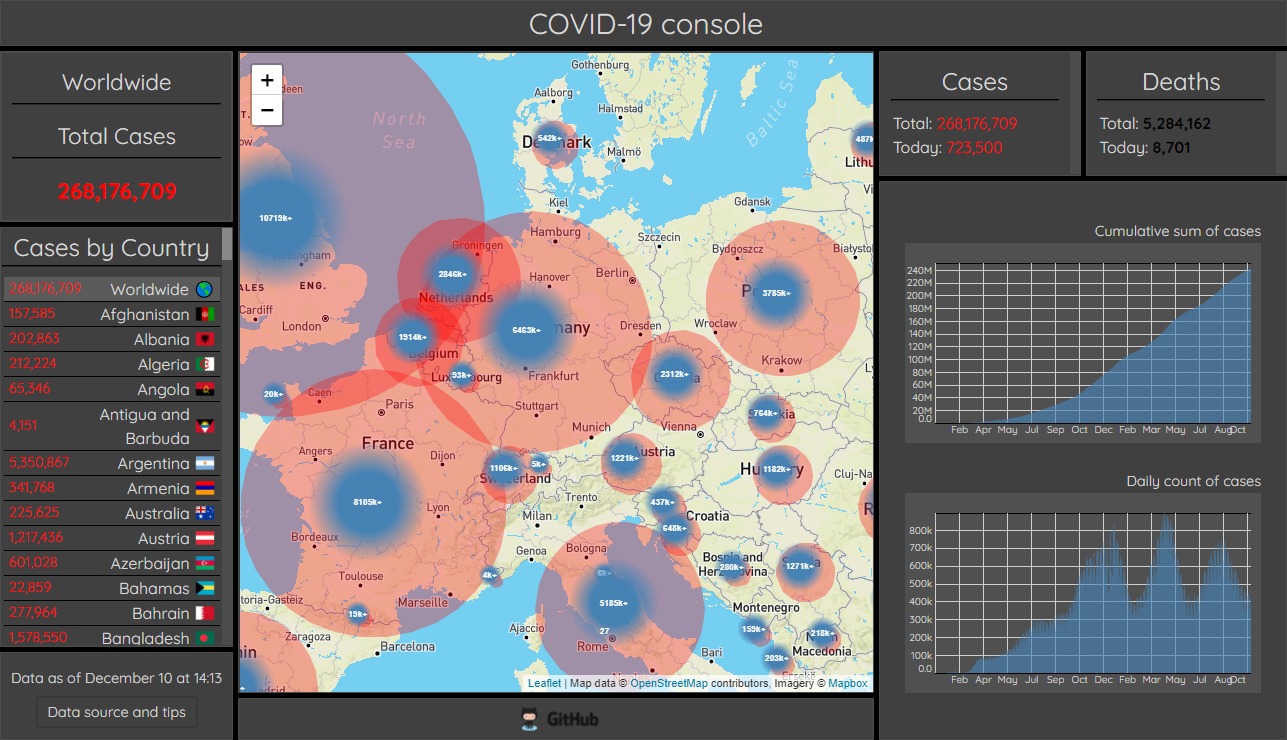 COVID-19 console
Worldwide
Total Cases
268,176,709
Cases by Country
268,176,709 Worldwide
157,585 Afghanistan
202,863 Albania
212,224 Algeria
65,346 Angola
4,151 Antigua and
Barbuda
5,350,867 Argentina
341,768 Armenia
225,625 Australia
1,217,436 Austria
601,028 Azerbaijan
22,859 Bahamas
277,964 Bahrain
1,578,550 Bangladesh
Data as of December 10 at 14:13
Data source and tips
+
−
Gothenburg
Aalborg
Halmstad
Baltic Sea
North
Sea
542k+
487k
Malmö
Lithu
Kiel
Gdansk
10719k+
Hamburg
Szczecin
Groningen
Bydgoszcz
Białysto
2846k+
Hanover
Berlin
ALES
ENG.
Netherlands
3785k+
Cardiff
London
6463k+
many
Dresden
Wroclaw
1914k+
Belgium
Krakow
Luxembourg
93k+
Frankfurt
2312k+
20k+
Caen
Paris
Stuttgart
764k+
Munich
Vienna
France
Angers
Dijon
1221k+
Austria
1106k+
5k+
Switzerland
1182k+
Hungary
Cluj-Na
8105k+
Lyon
Trento
437k+
Milan
Croatia
648k+
Bordeaux
Genoa
Bologna
Bosnia and
280k+
Herzegovina
1271k+
4k+
6k+
Toulouse
Marseille
5185k+
toria-Gasteiz
19k+
Montenegro
Zaragoza
Barcelona
Ajaccio
27
Rome
159k+
218k+
Macedonia
Bari
203k+
Leaflet | Map data © OpenStreetMap contributors, Imagery © Mapbox
GitHub
Cases
Total: 268,176,709
Today: 723,500
Deaths
Total: 5,284,162
Today: 8,701
Cumulative sum of cases
240M
220M
200M
180M
160M
140M
120M
100M
80M
60M
40M
20M
0.0
Feb Apr May Jul Sep Oct Dec Feb Mar May Jul Aug Oct
Daily count of cases
800k
700k
600k
500k
400k
300k
200k
100k
0.0
Feb Apr May Jul Sep Oct Dec Feb Mar May Jul Aug Oct